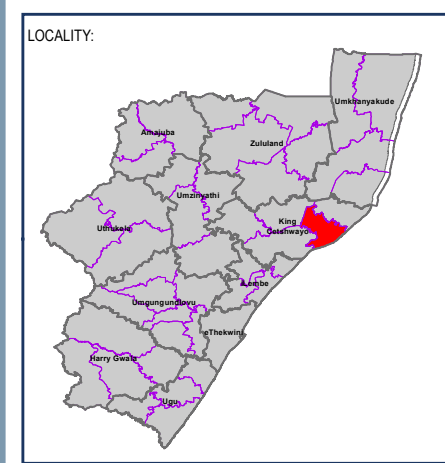 LOCALITY:
Umkhanyakude
Amajuba
Zululand
Umzinyathi
Uthukela
King
Cetshwayo
iLembe
Umgungundlovu
eThekwini
Harry Gwala
Ugu